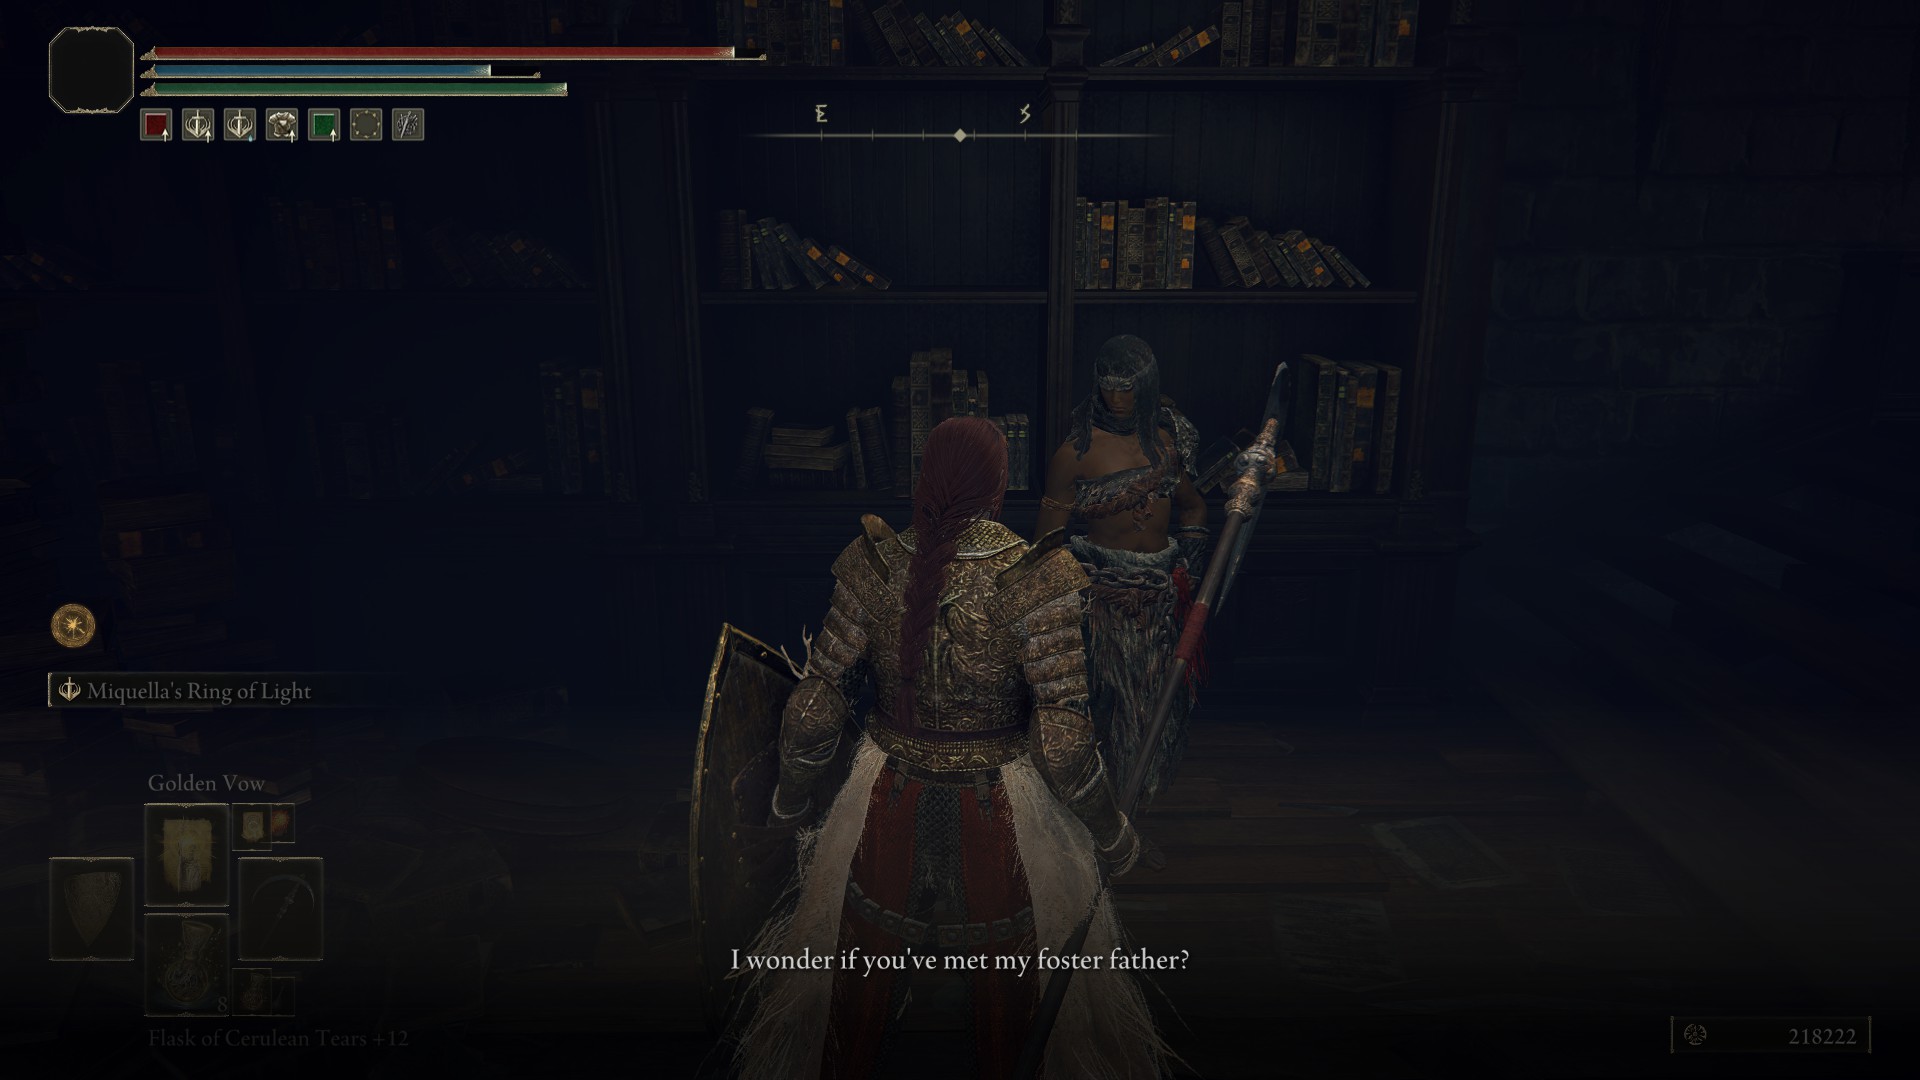 E
S
Miquella's Ring of Light
Golden Vow
8
Flask of Cerulean Tears +12
I wonder if you've met my foster father?
218222